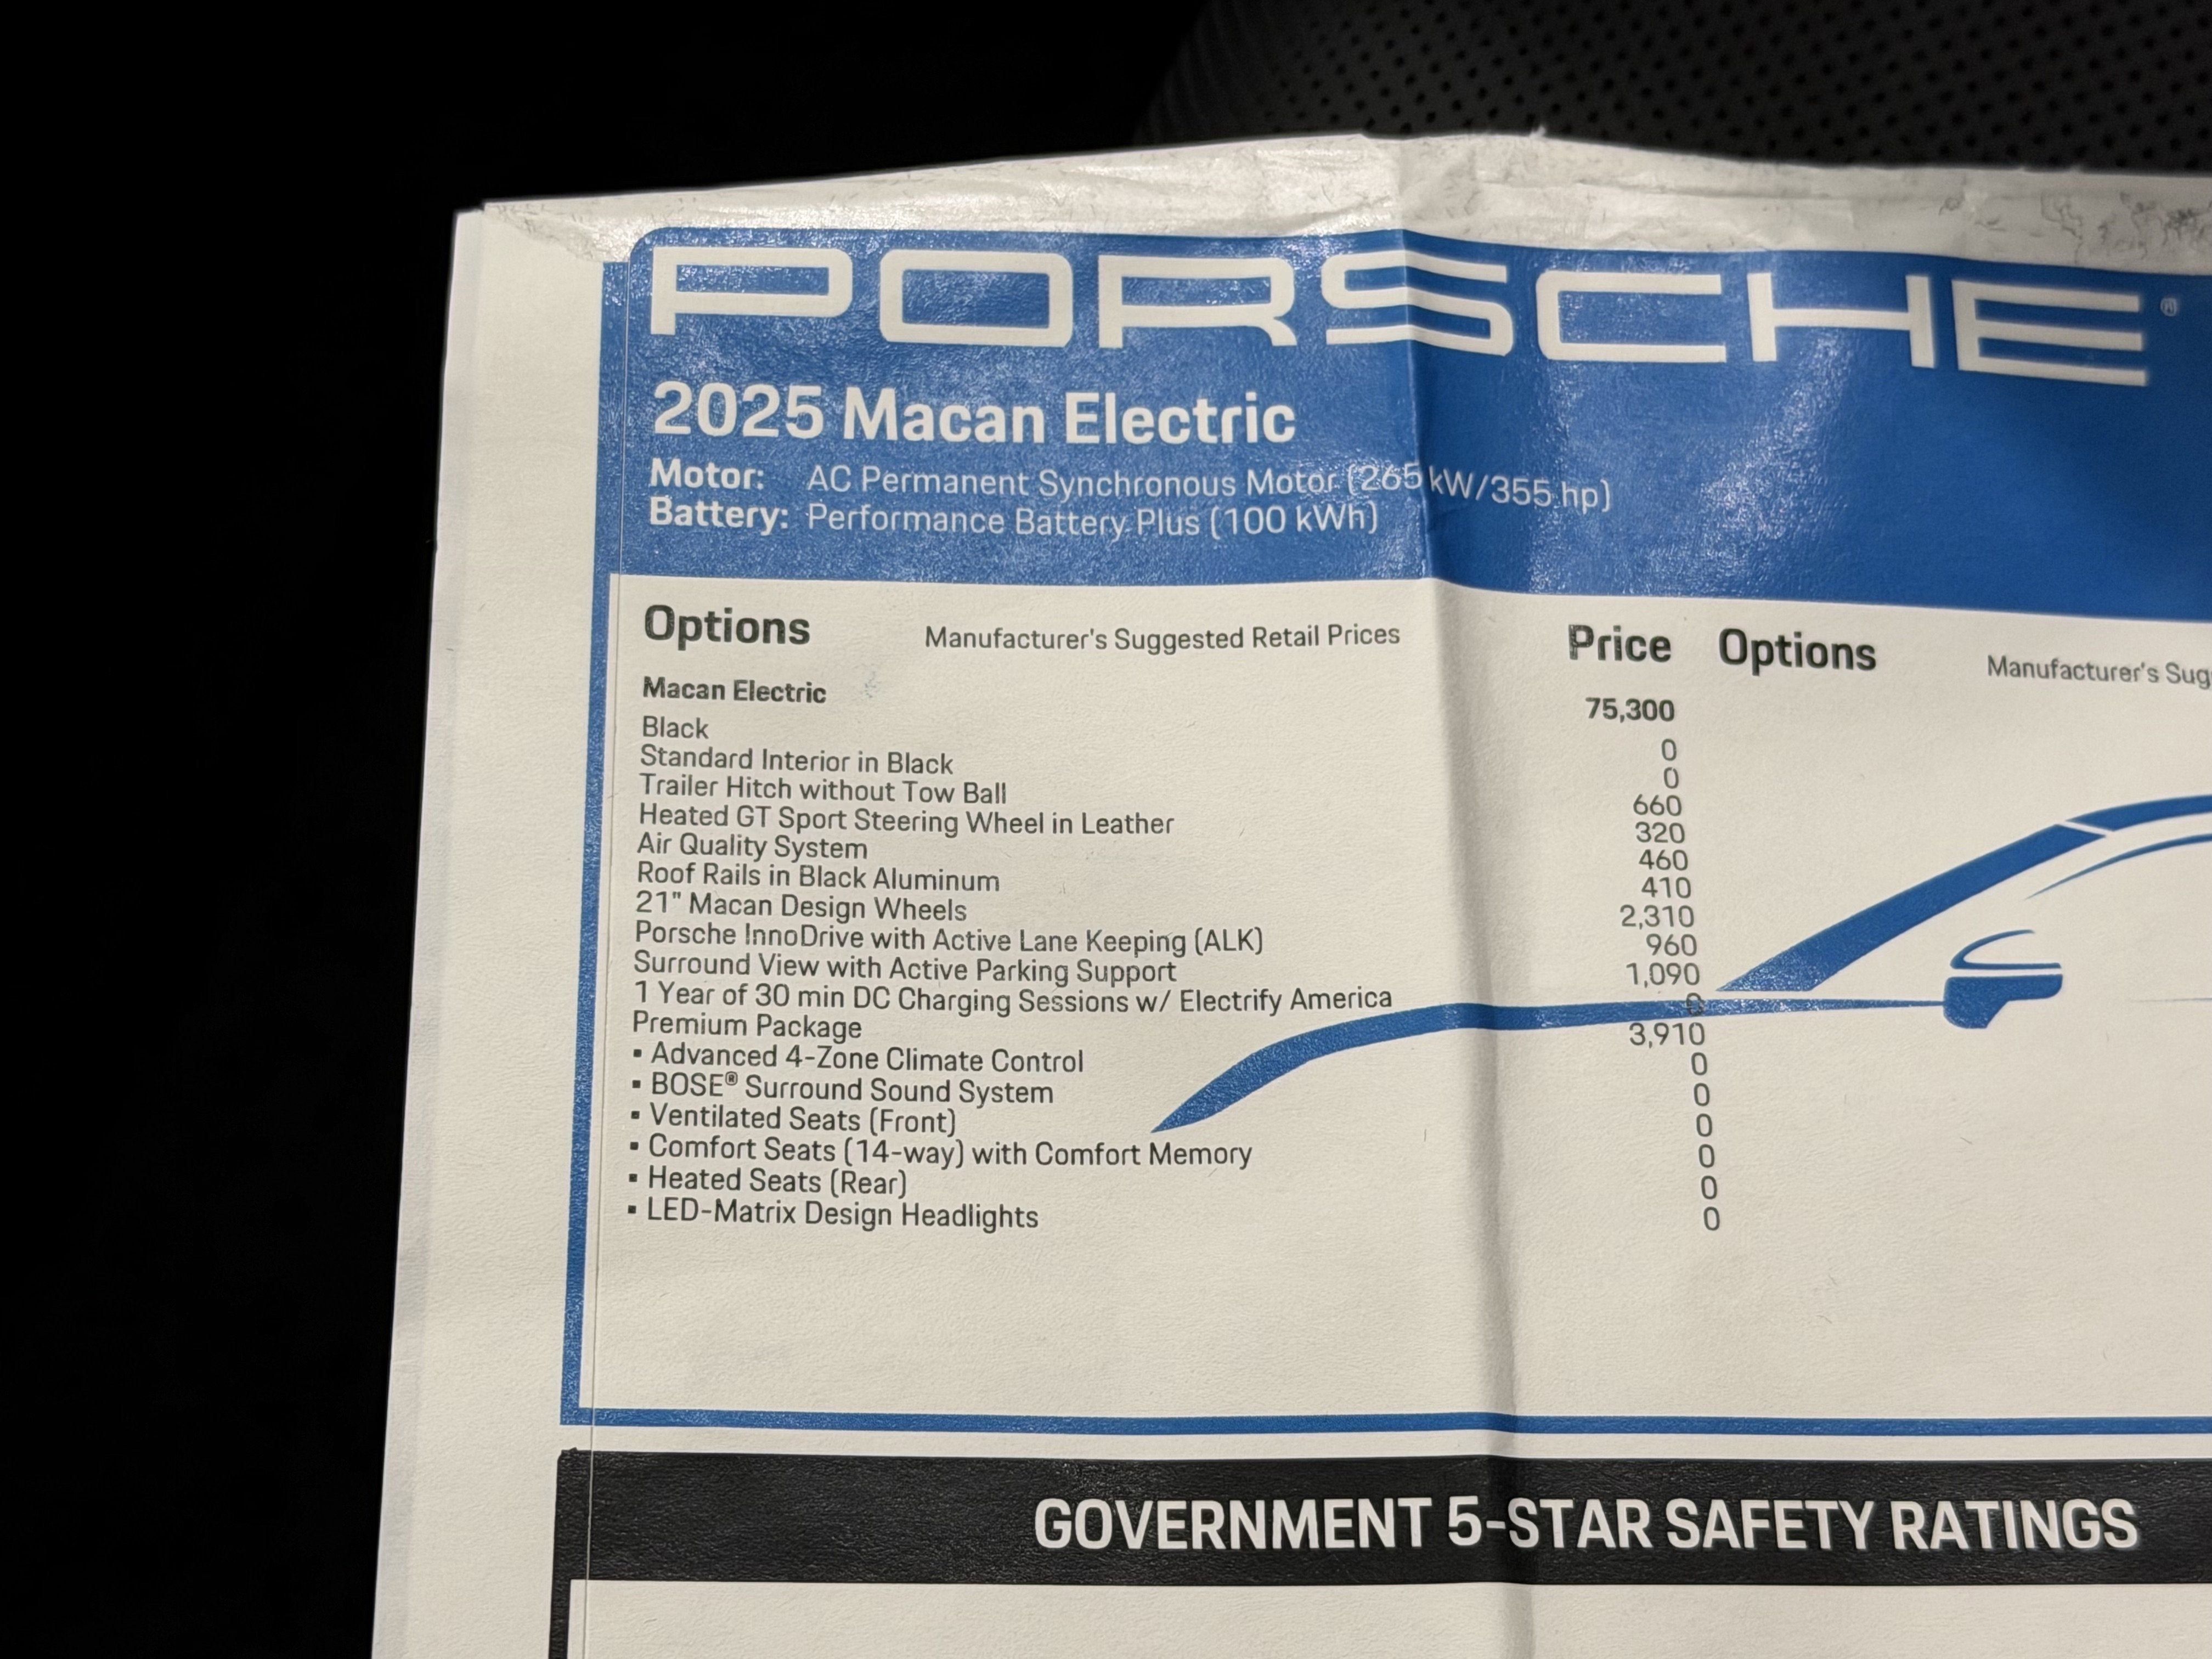 PORSCHE®
2025 Macan Electric
Motor: AC Permanent Synchronous Motor (265 kW/355 hp)
Battery: Performance Battery Plus (100 kWh)
Options Manufacturer's Suggested Retail Prices Price Options Manufacturer's Sug
Macan Electric 75,300
Black 0
Standard Interior in Black 0
Trailer Hitch without Tow Ball 660
Heated GT Sport Steering Wheel in Leather 320
Air Quality System 460
Roof Rails in Black Aluminum 410
21" Macan Design Wheels 2,310
Porsche InnoDrive with Active Lane Keeping (ALK) 960
Surround View with Active Parking Support 1,090
1 Year of 30 min DC Charging Sessions w/ Electrify America 0
Premium Package 3,910
▪ Advanced 4-Zone Climate Control 0
▪ BOSE® Surround Sound System 0
▪ Ventilated Seats (Front) 0
▪ Comfort Seats (14-way) with Comfort Memory 0
▪ Heated Seats (Rear) 0
▪ LED-Matrix Design Headlights 0
GOVERNMENT 5-STAR SAFETY RATINGS